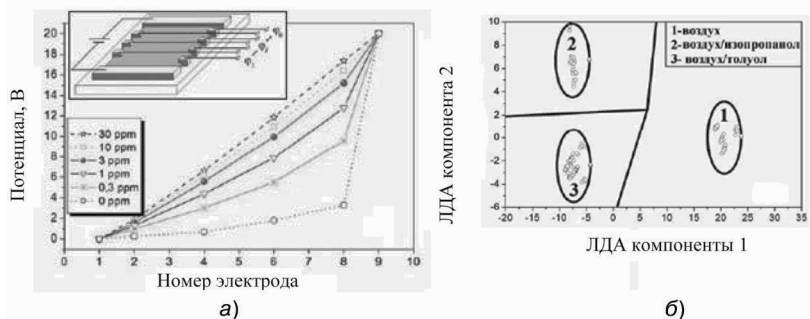 Потенциал, В
20
18
16
14
12
10
8
6
4
2
0
30 ppm
10 ppm
3 ppm
1 ppm
0,3 ppm
0 ppm
0 1 2 3 4 5 6 7 8 9 10
Номер электрода
а)
ЛДА компонента 2
10
8
6
4
2
0
-2
-4
-6
1-воздух
2-воздух/изопропанол
3- воздух/толуол
2
1
3
-20 -15 -10 -5 0 5 10 15 20 25 30
ЛДА компоненты 1
б)